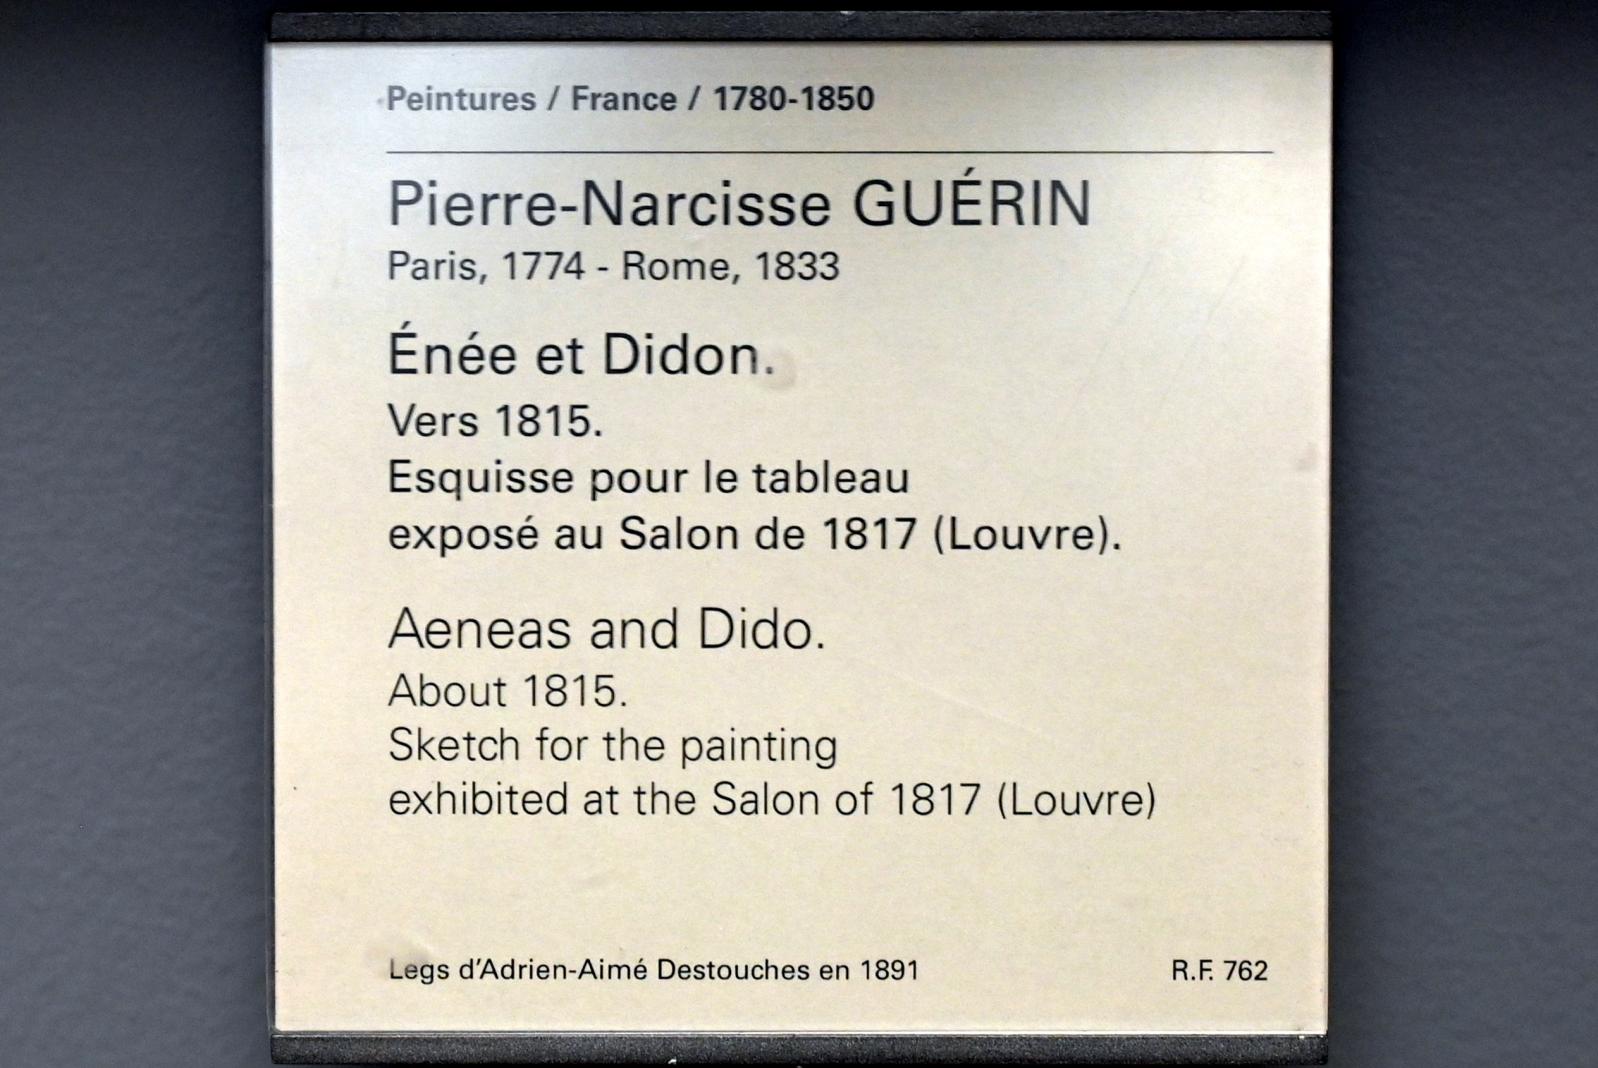 Peintures / France / 1780-1850
Pierre-Narcisse GUÉRIN
Paris, 1774 - Rome, 1833
Énée et Didon.
Vers 1815.
Esquisse pour le tableau
exposé au Salon de 1817 (Louvre).
Aeneas and Dido.
About 1815.
Sketch for the painting
exhibited at the Salon of 1817 (Louvre)
Legs d'Adrien-Aimé Destouches en 1891 R.F. 762